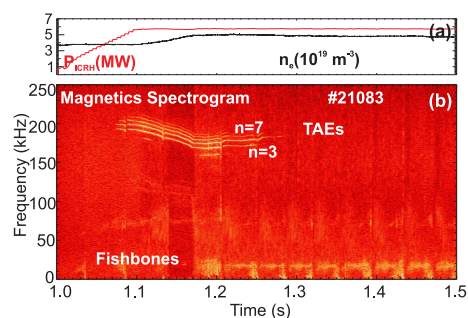 7
5
3
1
P ICRH (MW)
n e (10^19 m^-3)
(a)
250
200
150
100
50
0
Frequency (kHz)
Magnetics Spectrogram
#21083
(b)
n=7
TAEs
n=3
Fishbones
1.0 1.1 1.2 1.3 1.4 1.5
Time (s)